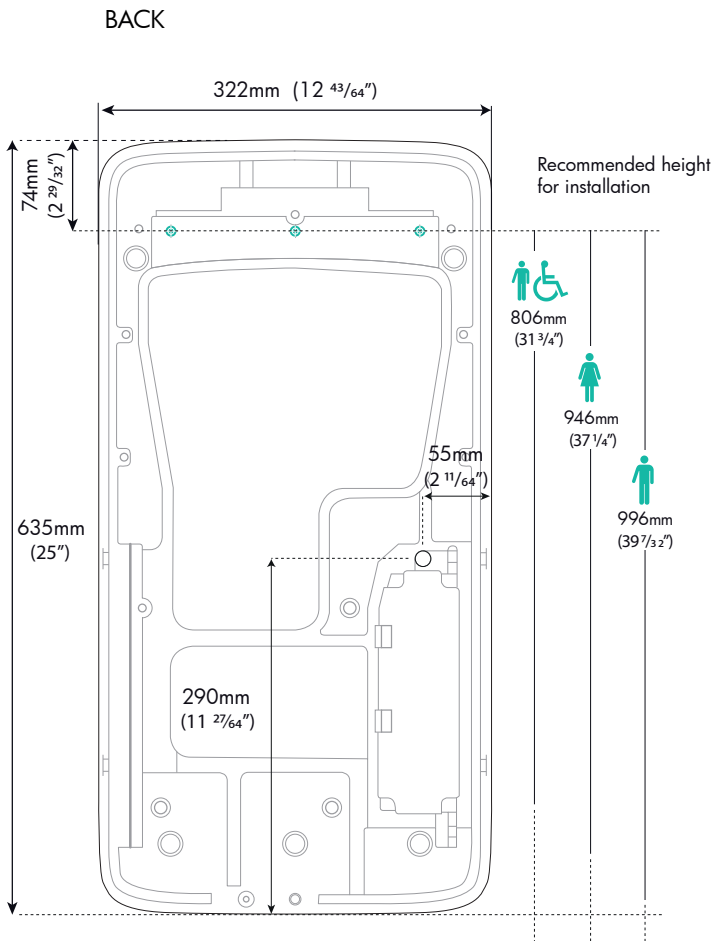 BACK
322mm (12 ⁴³/₆₄″)
74mm
(2 ²⁹/₃₂″)
Recommended height
for installation
806mm
(31 ³/₄″)
946mm
(37 ¹/₄″)
55mm
(2 ¹¹/₆₄″)
996mm
(39 ⁷/₃₂″)
635mm
(25″)
290mm
(11 ²⁷/₆₄″)